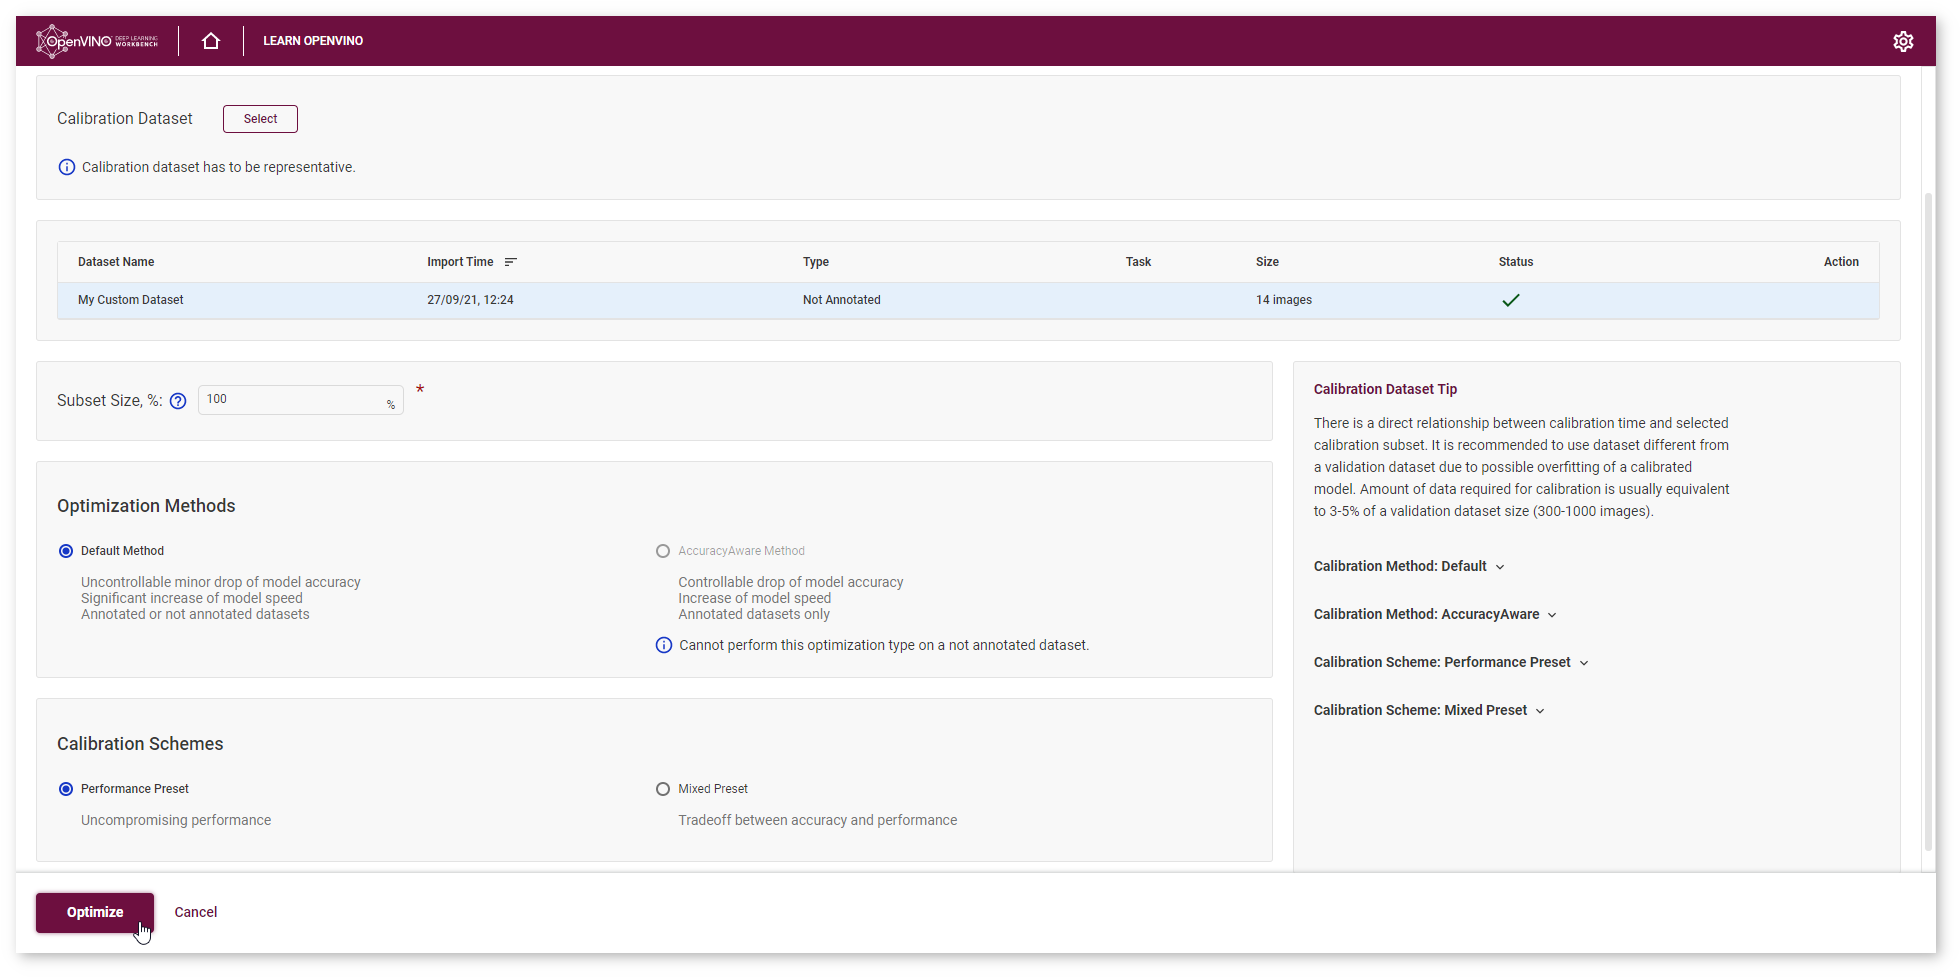 OpenVINO™ DEEP LEARNING WORKBENCH
LEARN OPENVINO
Calibration Dataset
Select
Calibration dataset has to be representative.
Dataset Name Import Time Type Task Size Status Action
My Custom Dataset 27/09/21, 12:24 Not Annotated 14 images
Subset Size, %: 100 % *
Optimization Methods
Default Method
Uncontrollable minor drop of model accuracy
Significant increase of model speed
Annotated or not annotated datasets
AccuracyAware Method
Controllable drop of model accuracy
Increase of model speed
Annotated datasets only
Cannot perform this optimization type on a not annotated dataset.
Calibration Schemes
Performance Preset
Uncompromising performance
Mixed Preset
Tradeoff between accuracy and performance
Calibration Dataset Tip
There is a direct relationship between calibration time and selected
calibration subset. It is recommended to use dataset different from
a validation dataset due to possible overfitting of a calibrated
model. Amount of data required for calibration is usually equivalent
to 3-5% of a validation dataset size (300-1000 images).
Calibration Method: Default
Calibration Method: AccuracyAware
Calibration Scheme: Performance Preset
Calibration Scheme: Mixed Preset
Optimize
Cancel